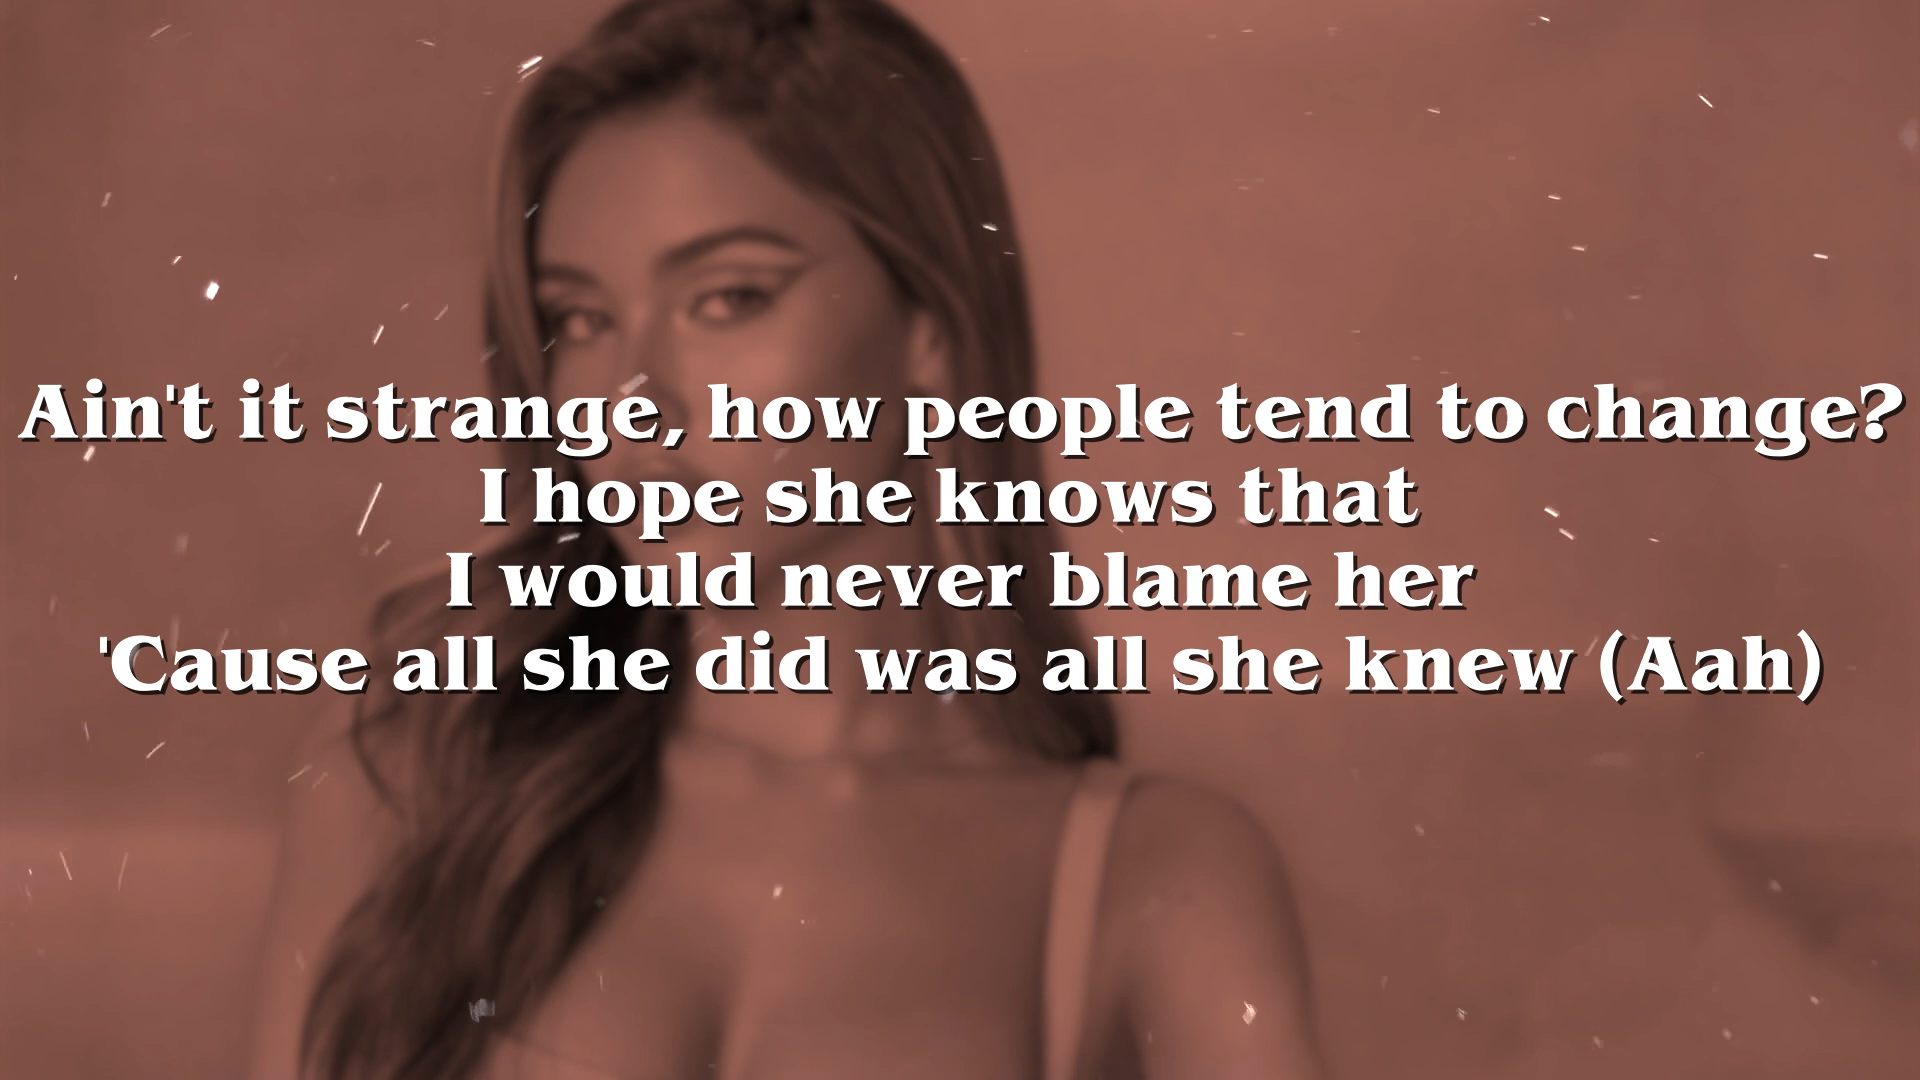 Ain't it strange, how people tend to change?
I hope she knows that
I would never blame her
'Cause all she did was all she knew (Aah)